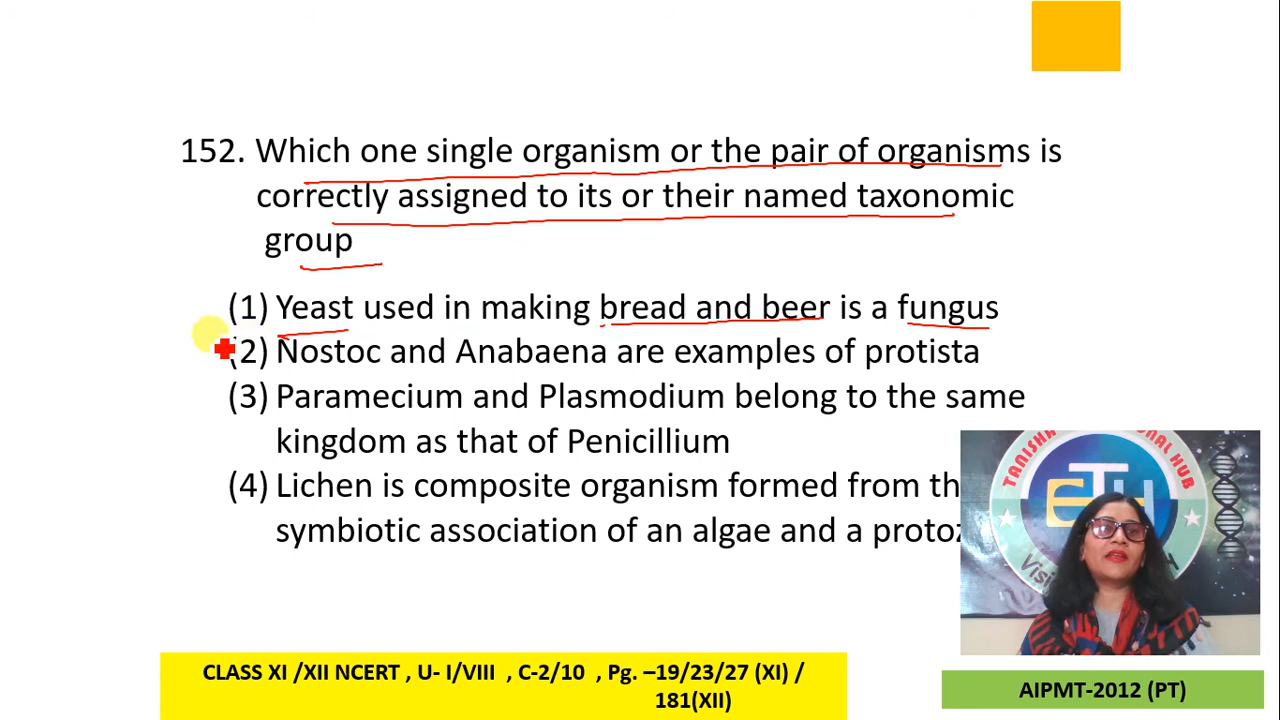 152. Which one single organism or the pair of organisms is
correctly assigned to its or their named taxonomic
group
(1) Yeast used in making bread and beer is a fungus
(2) Nostoc and Anabaena are examples of protista
(3) Paramecium and Plasmodium belong to the same
kingdom as that of Penicillium
(4) Lichen is composite organism formed from th
symbiotic association of an algae and a protoz
TANISHA
HUB
ETH
Visi
CLASS XI /XII NCERT , U- I/VIII , C-2/10 , Pg. –19/23/27 (XI) /
181(XII)
AIPMT-2012 (PT)